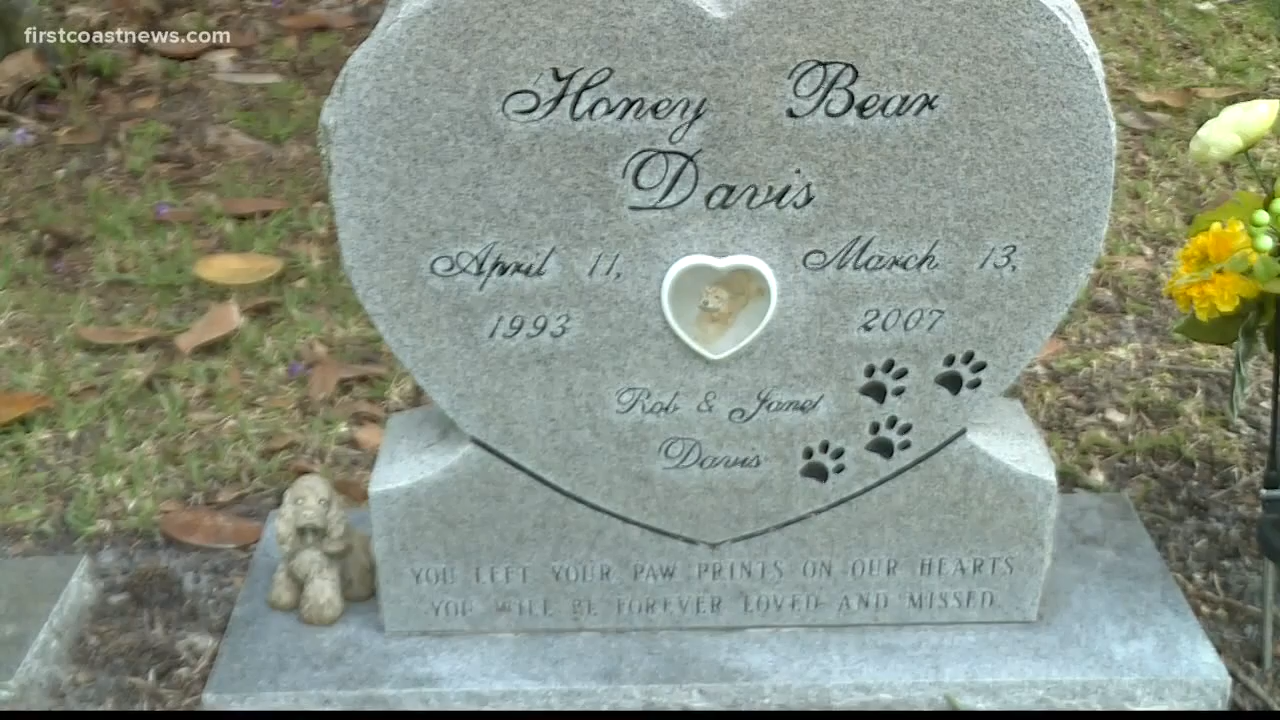 firstcoastnews.com
Honey Bear
Davis
April 11, March 13,
1993 2007
Rob & Janet
Davis
YOU LEFT YOUR PAW PRINTS ON OUR HEARTS
YOU WILL BE FOREVER LOVED AND MISSED